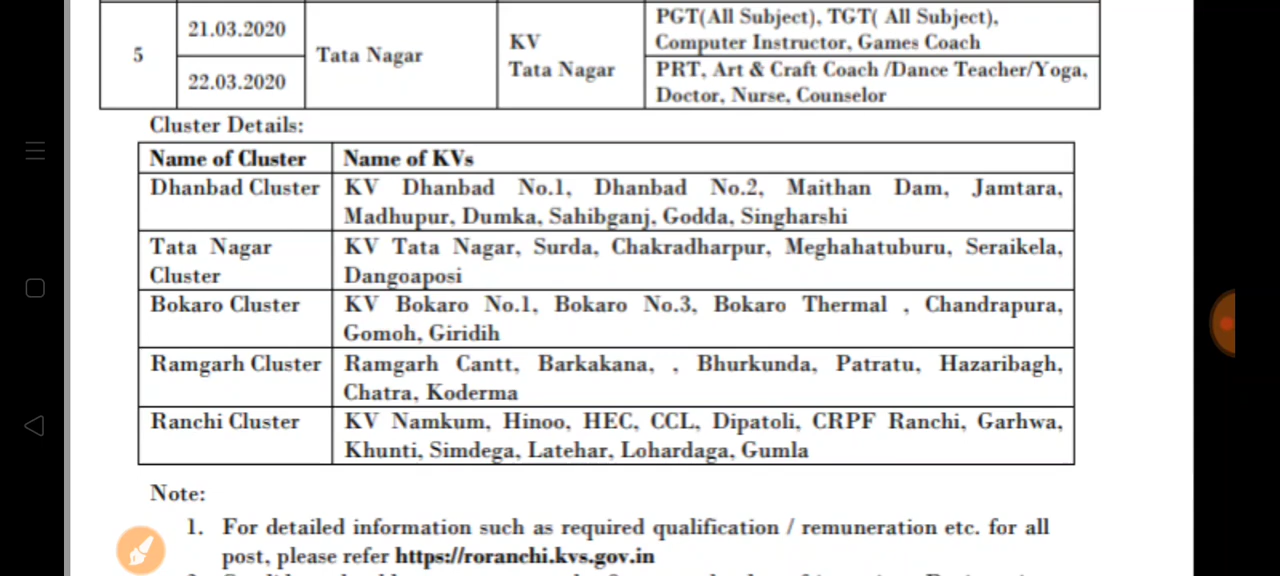 5
21.03.2020
22.03.2020
Tata Nagar
KV
Tata Nagar
PGT(All Subject), TGT( All Subject),
Computer Instructor, Games Coach
PRT, Art & Craft Coach /Dance Teacher/Yoga,
Doctor, Nurse, Counselor
Cluster Details:
Name of Cluster Name of KVs
Dhanbad Cluster KV Dhanbad No.1, Dhanbad No.2, Maithan Dam, Jamtara,
Madhupur, Dumka, Sahibganj, Godda, Singharshi
Tata Nagar KV Tata Nagar, Surda, Chakradharpur, Meghahatuburu, Seraikela,
Cluster Dangoaposi
Bokaro Cluster KV Bokaro No.1, Bokaro No.3, Bokaro Thermal , Chandrapura,
Gomoh, Giridih
Ramgarh Cluster Ramgarh Cantt, Barkakana, , Bhurkunda, Patratu, Hazaribagh,
Chatra, Koderma
Ranchi Cluster KV Namkum, Hinoo, HEC, CCL, Dipatoli, CRPF Ranchi, Garhwa,
Khunti, Simdega, Latehar, Lohardaga, Gumla
Note:
1. For detailed information such as required qualification / remuneration etc. for all
post, please refer https://roranchi.kvs.gov.in